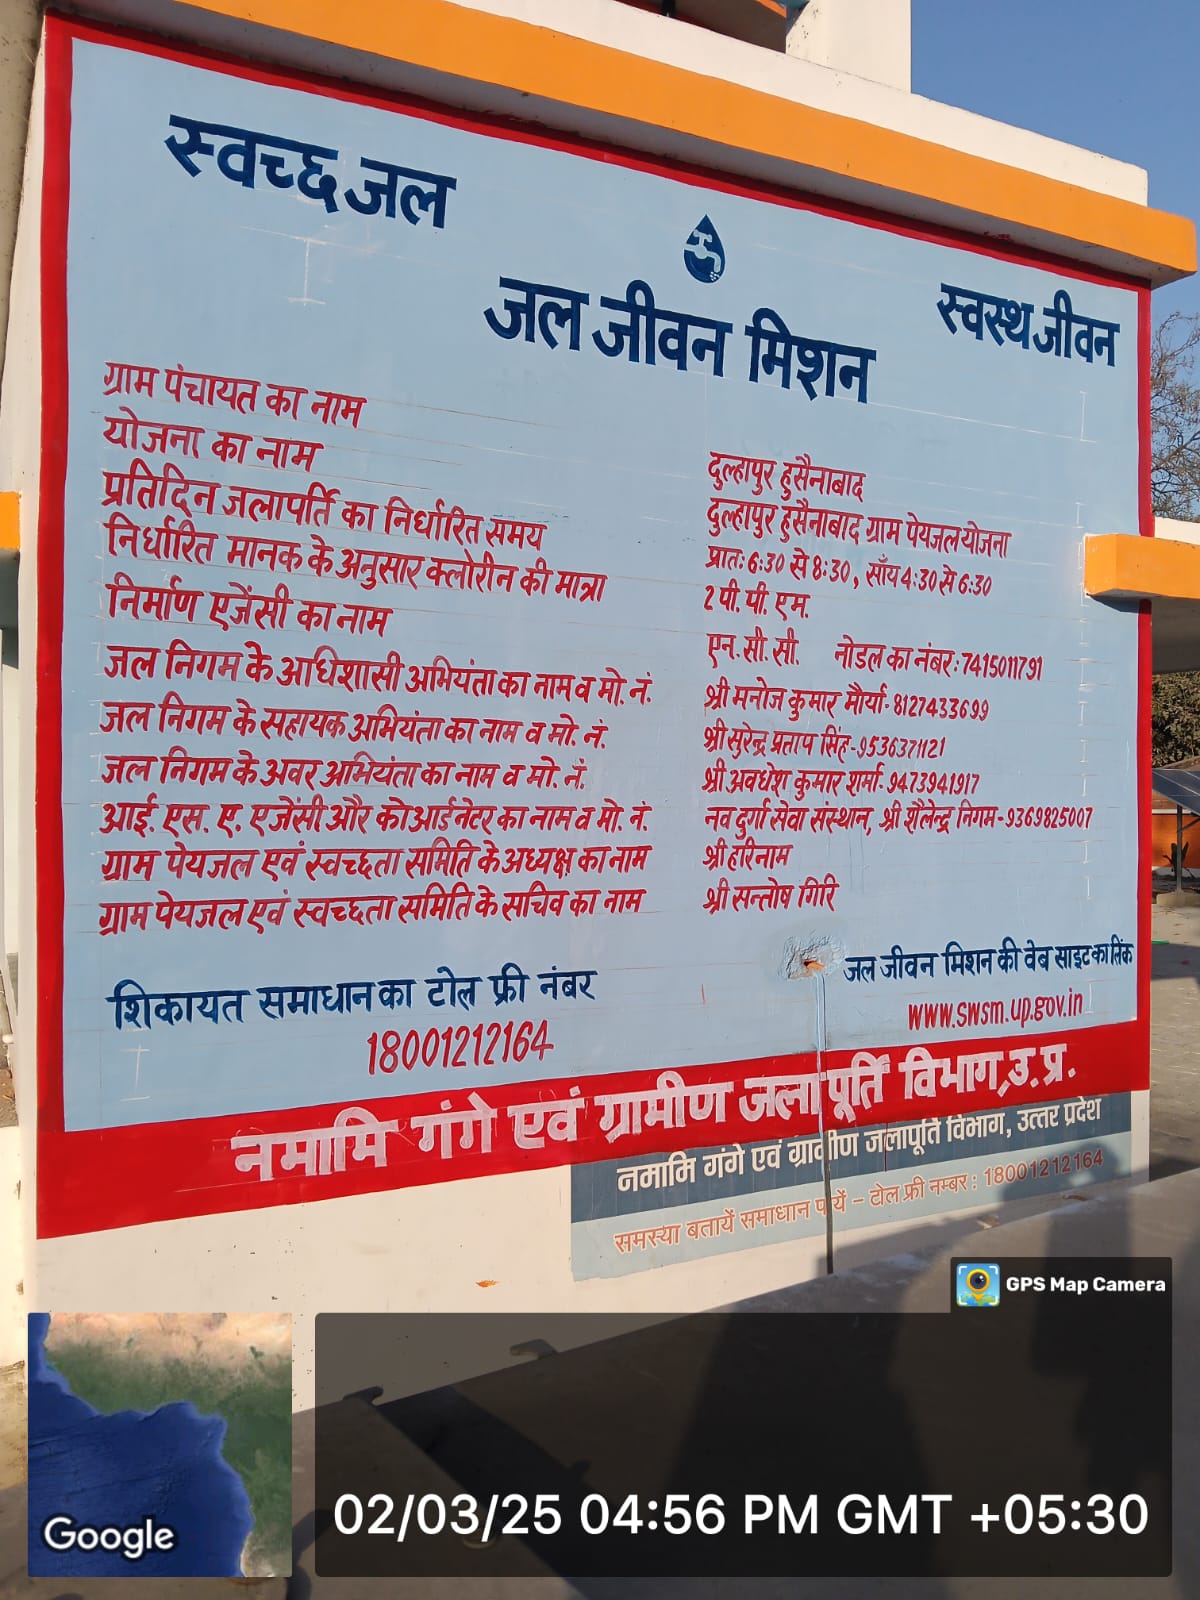 स्वच्छ जल
जल जीवन मिशन
स्वस्थ जीवन
ग्राम पंचायत का नाम दुल्हापुर हुसैनाबाद
योजना का नाम दुल्हापुर हुसैनाबाद ग्राम पेयजल योजना
प्रतिदिन जलापर्ति का निर्धारित समय प्रातः 6:30 से 8:30, साँय 4:30 से 6:30
निर्धारित मानक के अनुसार क्लोरीन की मात्रा 2 पी. पी. एम.
निर्माण एजेंसी का नाम एन. सी. सी. नोडल का नंबर: 7415011791
जल निगम के आधिशासी अभियंता का नाम व मो. नं. श्री मनोज कुमार मौर्या- 8127433699
जल निगम के सहायक अभियंता का नाम व मो. नं. श्री सुरेन्द्र प्रताप सिंह- 9536371121
जल निगम के अवर अभियंता का नाम व मो. नं. श्री अवधेश कुमार शर्मा- 9473941917
आई. एस. ए. एजेंसी और कोआर्डनेटर का नाम व मो. नं. नव दुर्गा सेवा संस्थान, श्री शैलेन्द्र निगम- 9369825007
ग्राम पेयजल एवं स्वच्छता समिति के अध्यक्ष का नाम श्री हरिनाम
ग्राम पेयजल एवं स्वच्छता समिति के सचिव का नाम श्री सन्तोष गिरि
शिकायत समाधान का टोल फ्री नंबर
18001212164
जल जीवन मिशन की वेब साइट का लिंक
www.swsm.up.gov.in
नमामि गंगे एवं ग्रामीण जलापूर्ति विभाग, उ. प्र.
नमामि गंगे एवं ग्रामीण जलापूर्ति विभाग, उत्तर प्रदेश
समस्या बतायें समाधान पायें - टोल फ्री नम्बर : 18001212164
GPS Map Camera
Google
02/03/25 04:56 PM GMT +05:30